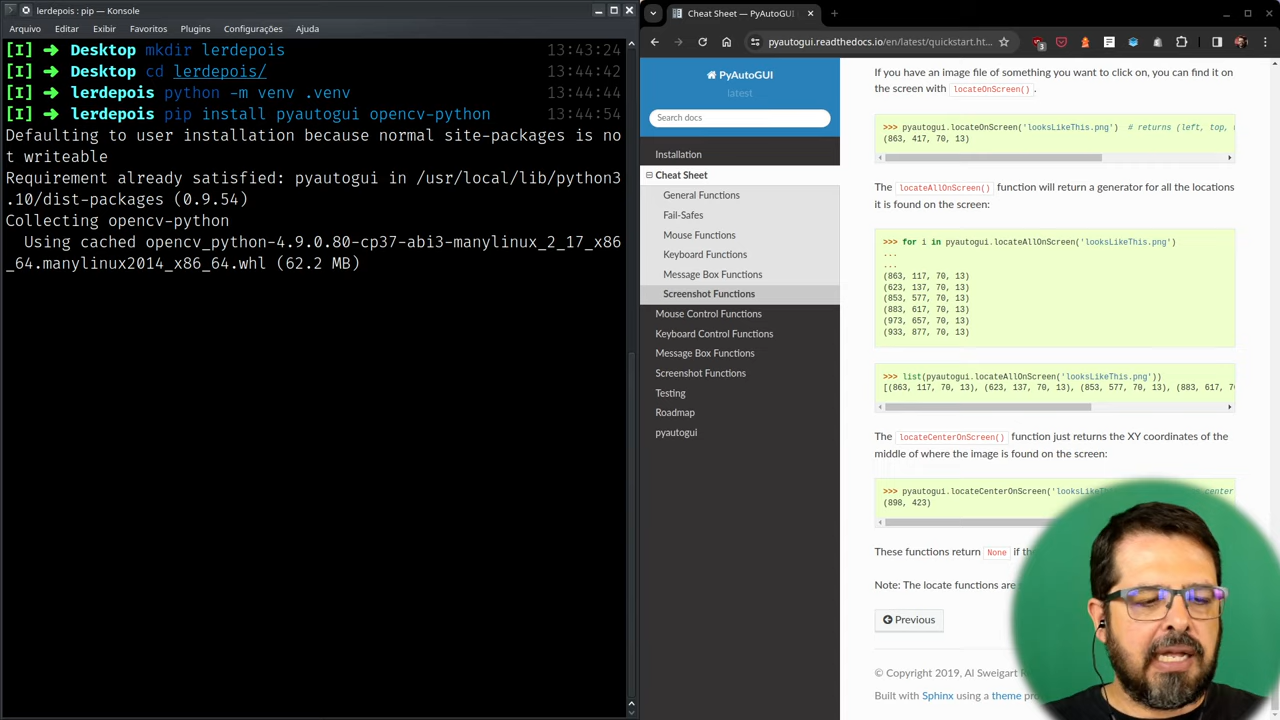 lerdepois : pip — Konsole
Arquivo Editar Exibir Favoritos Plugins Configurações Ajuda
[I] ➜ Desktop mkdir lerdepois 13:43:24
[I] ➜ Desktop cd lerdepois/ 13:44:42
[I] ➜ lerdepois python -m venv .venv 13:44:44
[I] ➜ lerdepois pip install pyautogui opencv-python 13:44:54
Defaulting to user installation because normal site-packages is no
t writeable
Requirement already satisfied: pyautogui in /usr/local/lib/python3
.10/dist-packages (0.9.54)
Collecting opencv-python
Using cached opencv_python-4.9.0.80-cp37-abi3-manylinux_2_17_x86
_64.manylinux2014_x86_64.whl (62.2 MB)
Cheat Sheet — PyAutoGUI
pyautogui.readthedocs.io/en/latest/quickstart.ht...
3
PyAutoGUI
latest
Search docs
Installation
Cheat Sheet
General Functions
Fail-Safes
Mouse Functions
Keyboard Functions
Message Box Functions
Screenshot Functions
Mouse Control Functions
Keyboard Control Functions
Message Box Functions
Screenshot Functions
Testing
Roadmap
pyautogui
If you have an image file of something you want to click on, you can find it on
the screen with locateOnScreen() .
>>> pyautogui.locateOnScreen('looksLikeThis.png') # returns (left, top,
(863, 417, 70, 13)
The locateAllOnScreen() function will return a generator for all the locations
it is found on the screen:
>>> for i in pyautogui.locateAllOnScreen('looksLikeThis.png')
...
...
(863, 117, 70, 13)
(623, 137, 70, 13)
(853, 577, 70, 13)
(883, 617, 70, 13)
(973, 657, 70, 13)
(933, 877, 70, 13)
>>> list(pyautogui.locateAllOnScreen('looksLikeThis.png'))
[(863, 117, 70, 13), (623, 137, 70, 13), (853, 577, 70, 13), (883, 617, 7
The locateCenterOnScreen() function just returns the XY coordinates of the
middle of where the image is found on the screen:
>>> pyautogui.locateCenterOnScreen('looksLikeTh center
(898, 423)
These functions return None if th
Note: The locate functions are
Previous
© Copyright 2019, Al Sweigart
Built with Sphinx using a theme pro